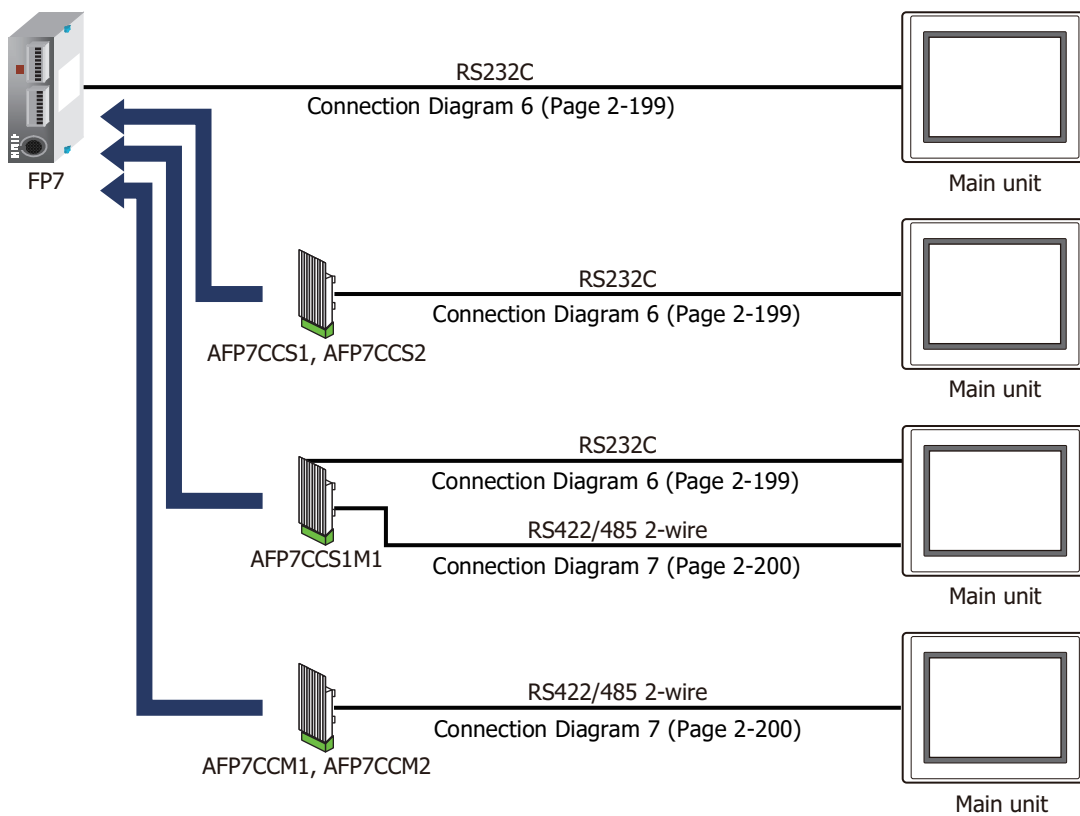 RS232C
Connection Diagram 6 (Page 2-199)
FP7
Main unit
RS232C
Connection Diagram 6 (Page 2-199)
AFP7CCS1, AFP7CCS2
Main unit
RS232C
Connection Diagram 6 (Page 2-199)
RS422/485 2-wire
AFP7CCS1M1
Connection Diagram 7 (Page 2-200)
Main unit
RS422/485 2-wire
Connection Diagram 7 (Page 2-200)
AFP7CCM1, AFP7CCM2
Main unit